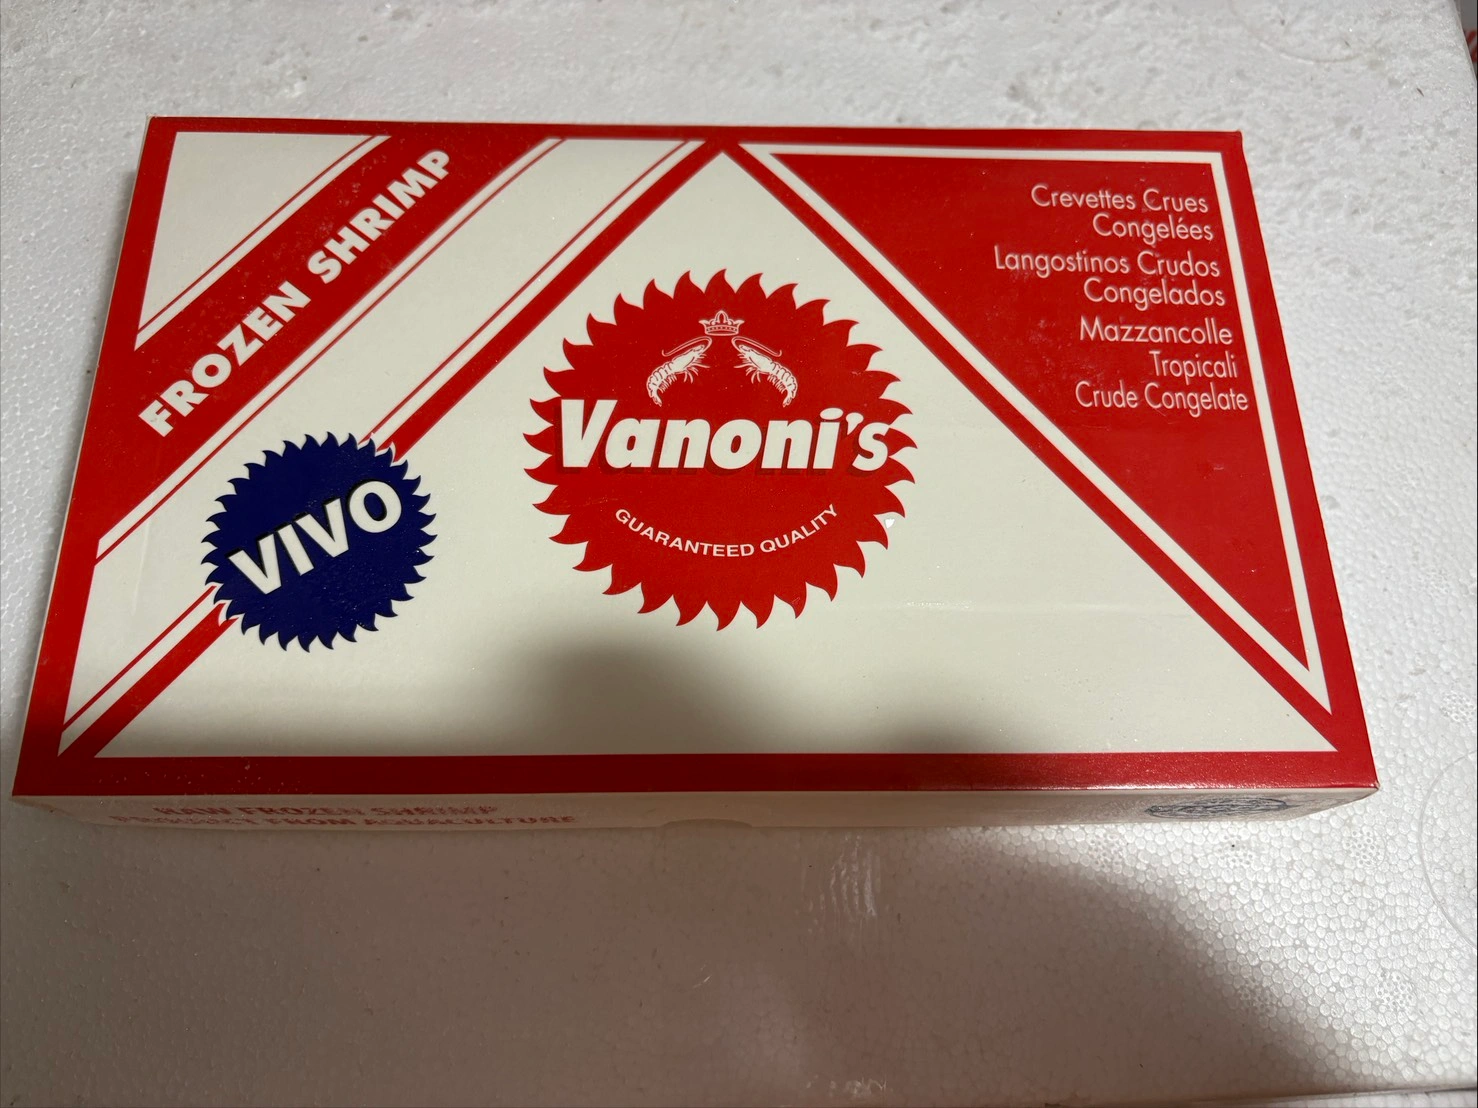 FROZEN SHRIMP
VIVO
Vanoni's
GUARANTEED QUALITY
Crevettes Crues
Congelées
Langostinos Crudos
Congelados
Mazzancolle
Tropicali
Crude Congelate
RAW FROZEN SHRIMP
PRODUCT FROM AQUACULTURE